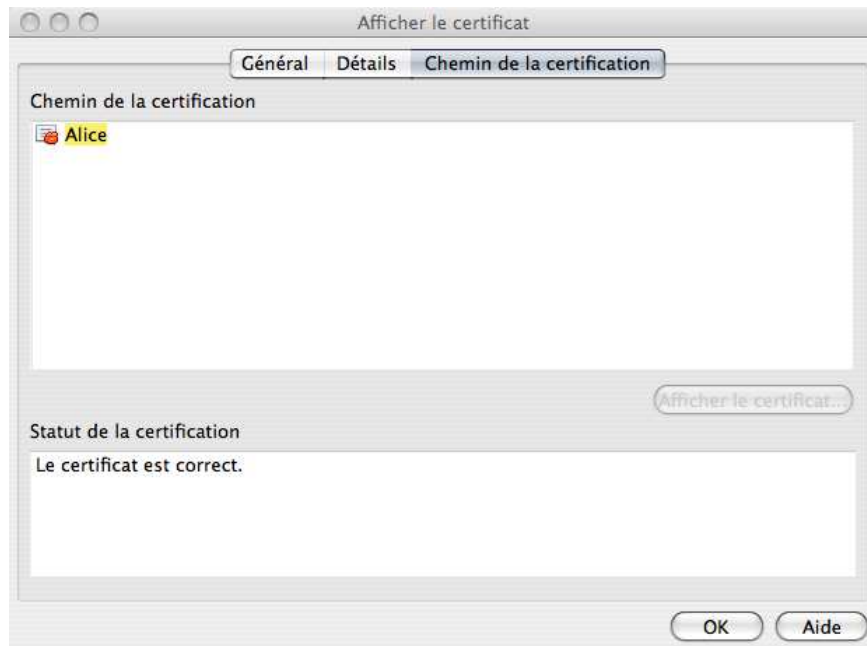 Afficher le certificat
Général Détails Chemin de la certification
Chemin de la certification
Alice
Afficher le certificat...
Statut de la certification
Le certificat est correct.
OK Aide